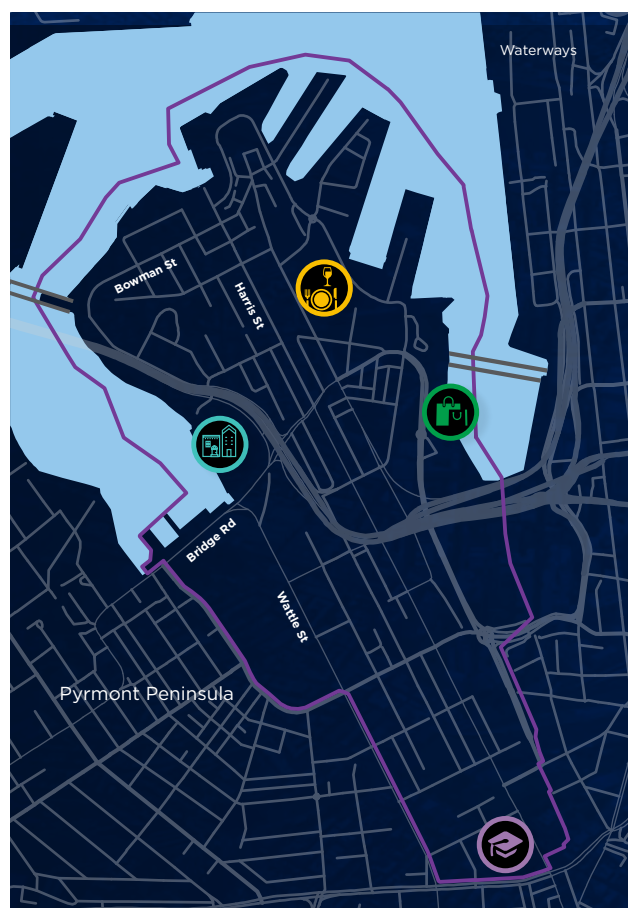 Waterways
Bowman St
Harris St
Bridge Rd
Wattle St
Pyrmont Peninsula